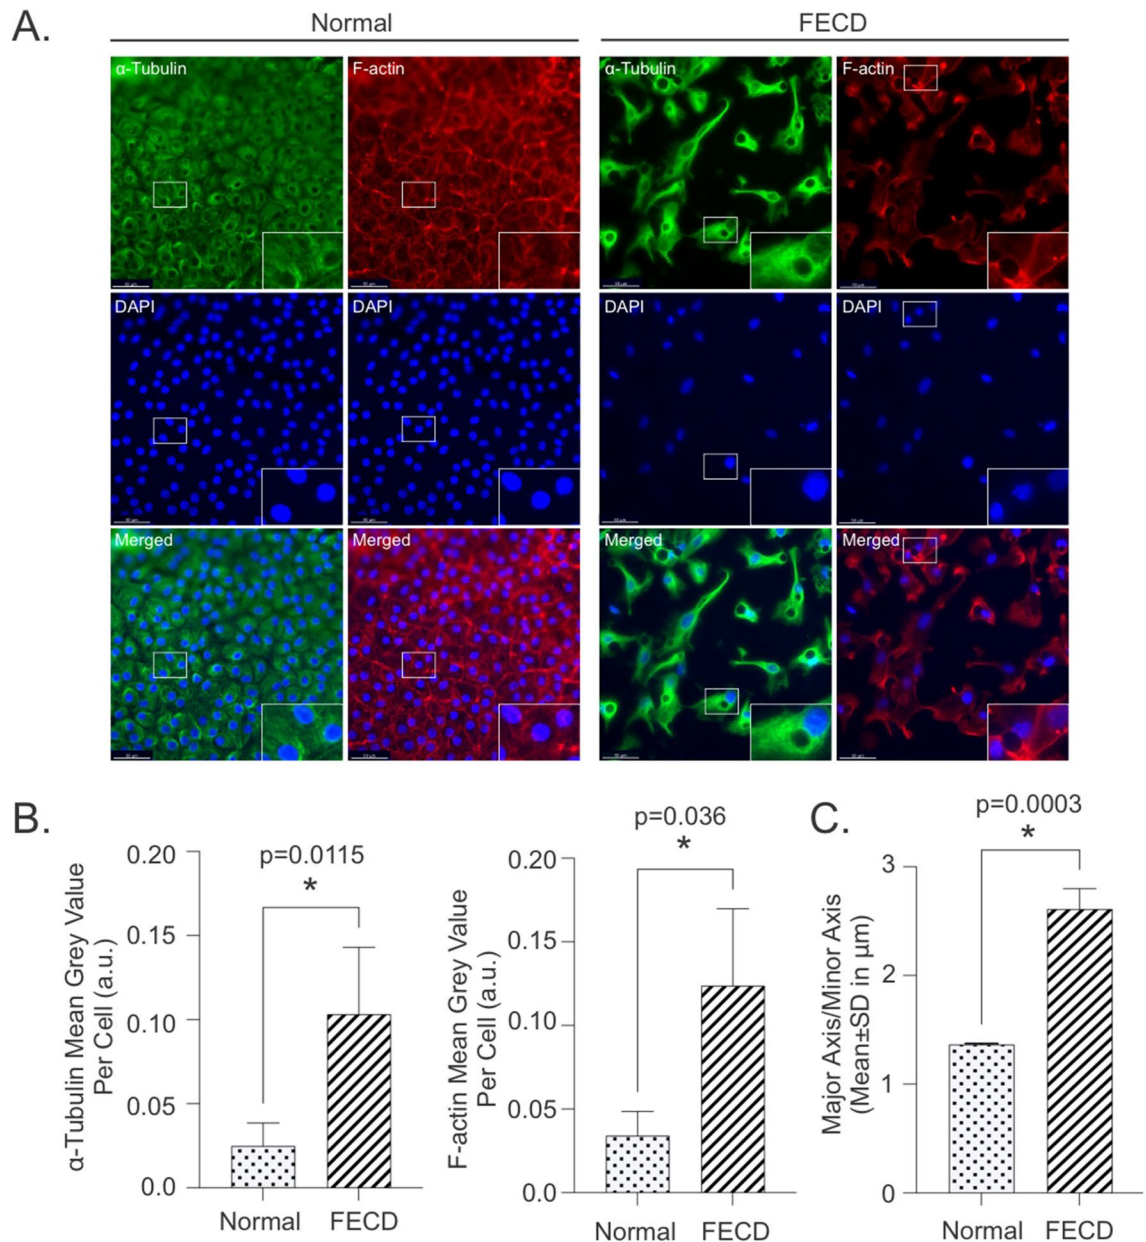 A.
Normal
FECD
α-Tubulin
F-actin
α-Tubulin
F-actin
DAPI
DAPI
DAPI
DAPI
Merged
Merged
Merged
Merged
B.
p=0.0115
*
α-Tubulin Mean Grey Value
Per Cell (a.u.)
0.20
0.15
0.10
0.05
0.0
Normal
FECD
p=0.036
*
F-actin Mean Grey Value
Per Cell (a.u.)
0.20
0.15
0.10
0.05
0.0
Normal
FECD
C.
p=0.0003
*
Major Axis/Minor Axis
(Mean±SD in µm)
3
2
1
0
Normal
FECD